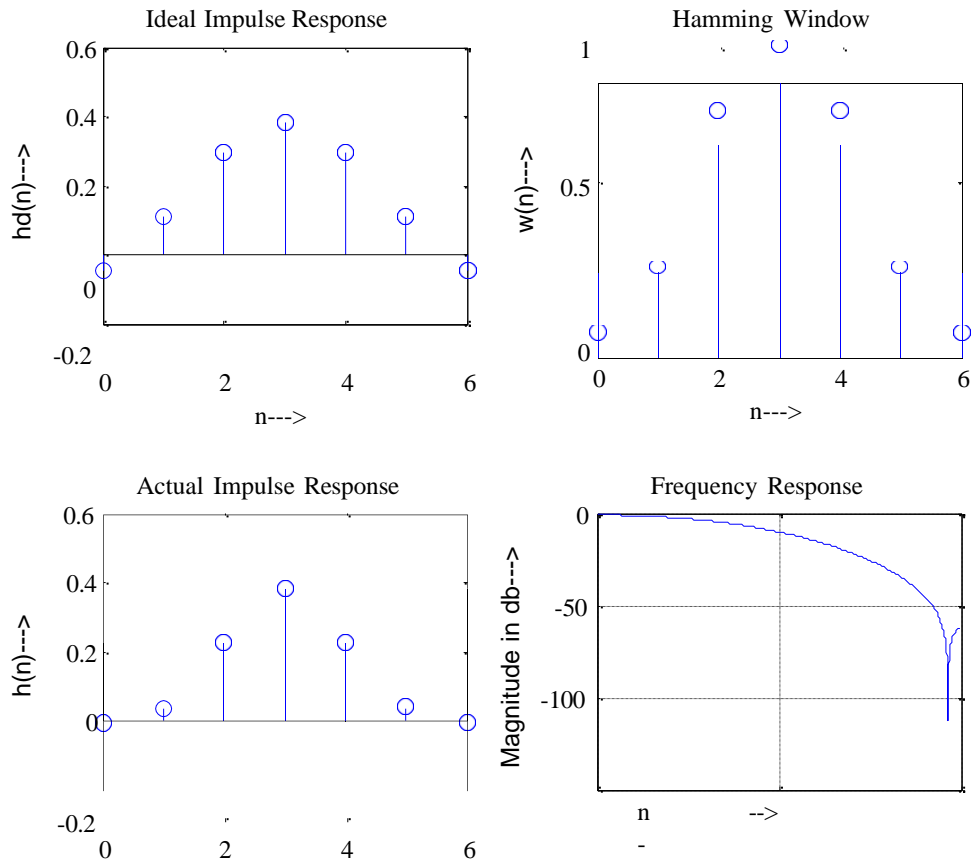 Ideal Impulse Response
0.6
0.4
0.2
0
-0.2
hd(n)--->
0 2 4 6
n--->
Hamming Window
1
0.5
0
w(n)--->
0 2 4 6
n--->
Actual Impulse Response
0.6
0.4
0.2
0
-0.2
h(n)--->
0 2 4 6
Frequency Response
0
-50
-100
Magnitude in db--->
n -->
-